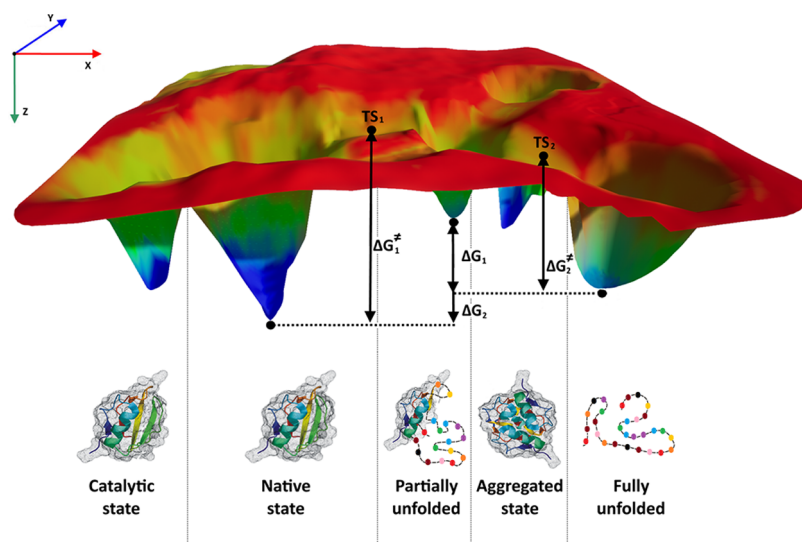 Y
X
Z
TS₁
TS₂
ΔG₁≠
ΔG₁
ΔG₂≠
ΔG₂
Catalytic
state
Native
state
Partially
unfolded
Aggregated
state
Fully
unfolded